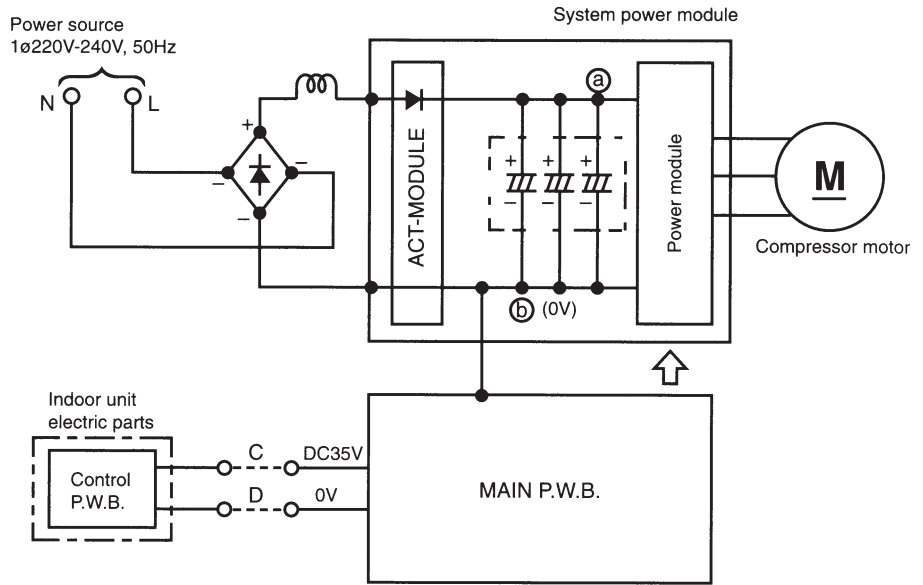 System power module
Power source
1ø220V-240V, 50Hz
N
L
a
+
+ + +
ACT-MODULE
Power module
M
–
–
–
– – –
Compressor motor
b (0V)
Indoor unit
electric parts
C
DC35V
Control
P.W.B.
D
0V
MAIN P.W.B.